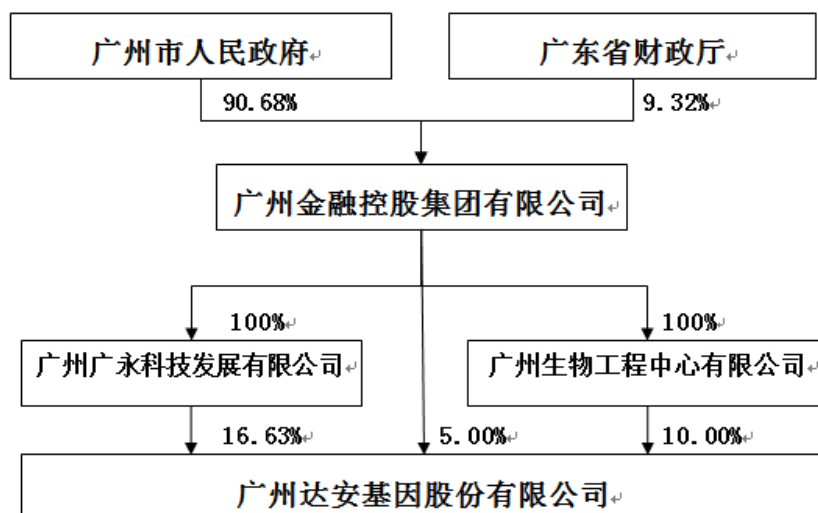 广州市人民政府
广东省财政厅
90.68%
9.32%
广州金融控股集团有限公司
100%
100%
广州广永科技发展有限公司
广州生物工程中心有限公司
16.63%
5.00%
10.00%
广州达安基因股份有限公司